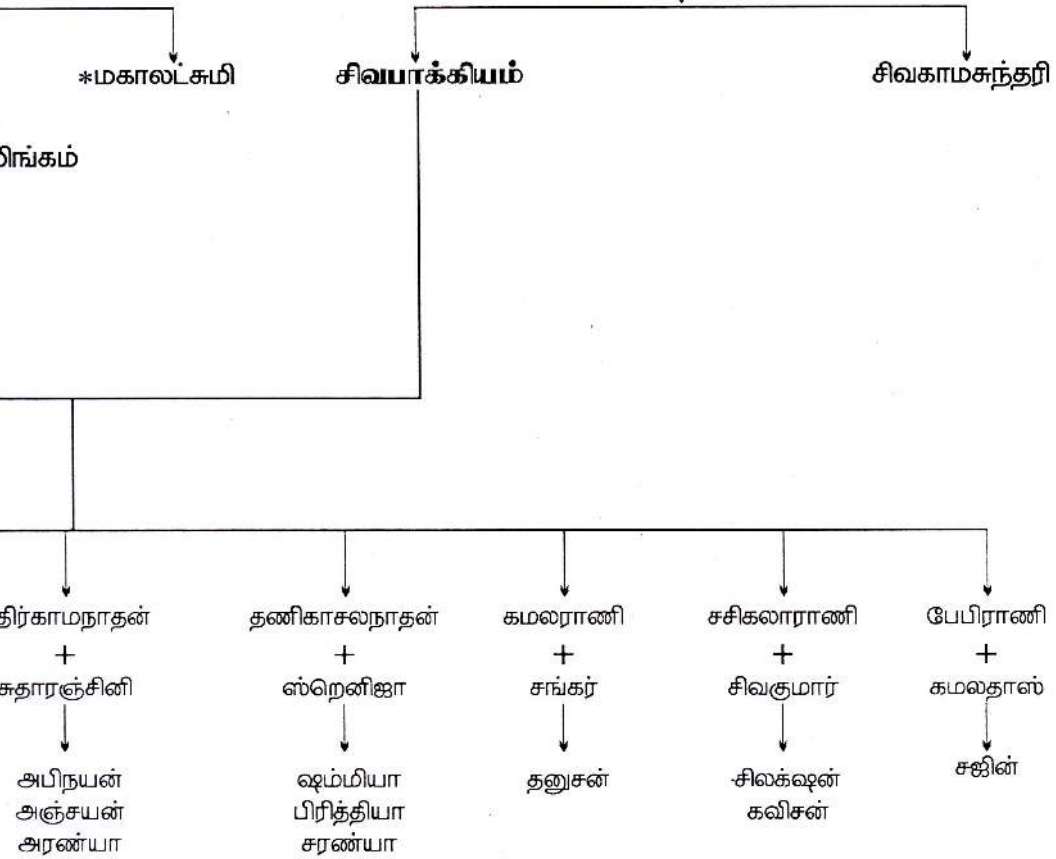 *மகாலட்சுமி சிவபாக்கியம் சிவகாமசுந்தரி
லிங்கம்
திர்காமநாதன் தணிகாசலநாதன் கமலராணி சசிகலாராணி பேபிராணி
+ + + + +
சுதாரஞ்சினி ஸ்றெனிஜா சங்கர் சிவகுமார் கமலதாஸ்
அபிநயன் ஷம்மியா தனுசன் சிலக்ஷன் சஜின்
அஞ்சயன் பிரித்தியா கவிசன்
அரண்யா சரண்யா